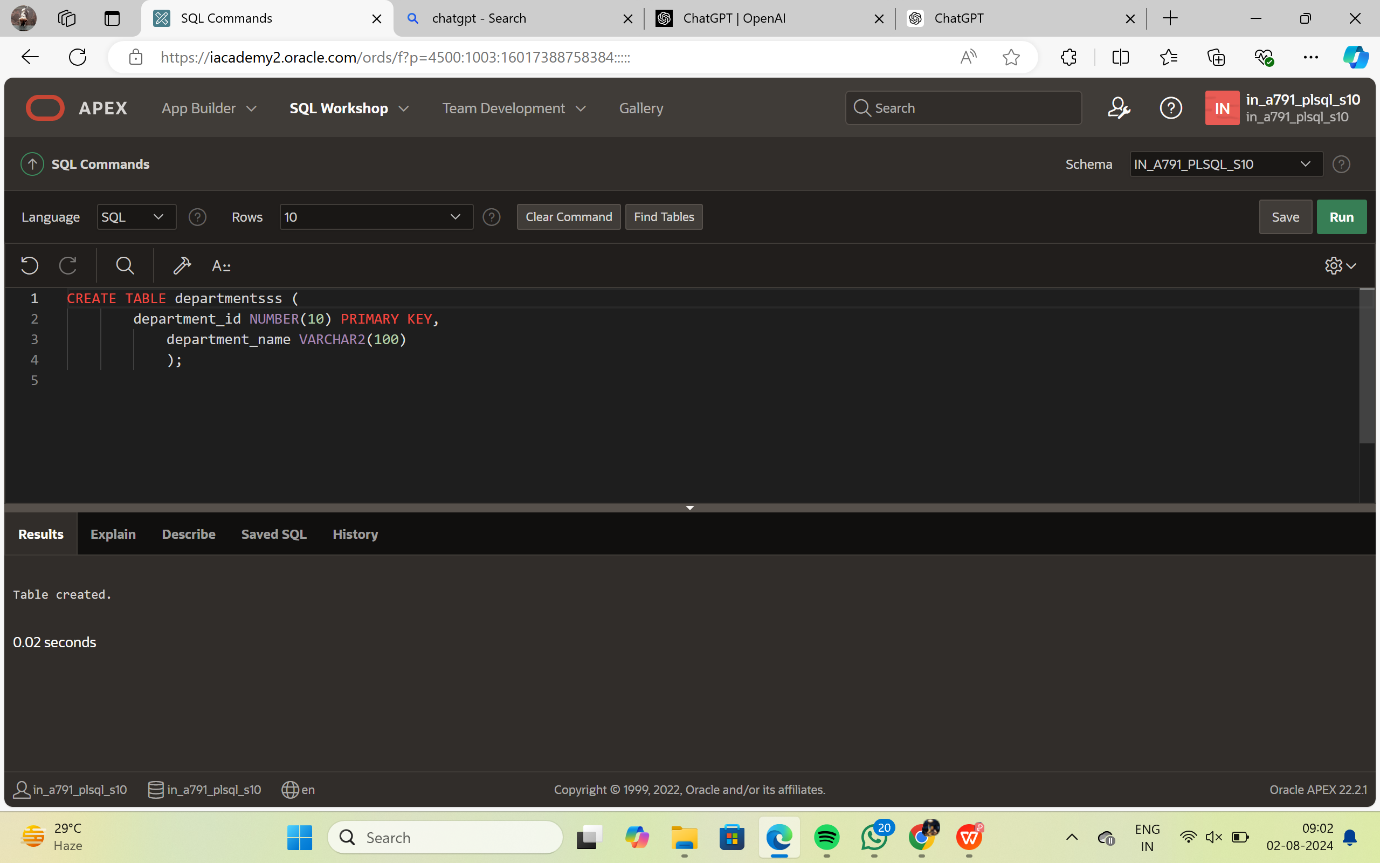 SQL Commands
chatgpt - Search
ChatGPT | OpenAI
ChatGPT
https://iacademy2.oracle.com/ords/f?p=4500:1003:16017388758384:::::
APEX App Builder SQL Workshop Team Development Gallery Search IN in_a791_plsql_s10
in_a791_plsql_s10
SQL Commands Schema IN_A791_PLSQL_S10
Language SQL Rows 10 Clear Command Find Tables Save Run
A
1 CREATE TABLE departmentsss (
2 department_id NUMBER(10) PRIMARY KEY,
3 department_name VARCHAR2(100)
4 );
5
Results Explain Describe Saved SQL History
Table created.
0.02 seconds
in_a791_plsql_s10 in_a791_plsql_s10 en Copyright © 1999, 2022, Oracle and/or its affiliates. Oracle APEX 22.2.1
29°C
Haze
Search
20
ENG
IN
09:02
02-08-2024